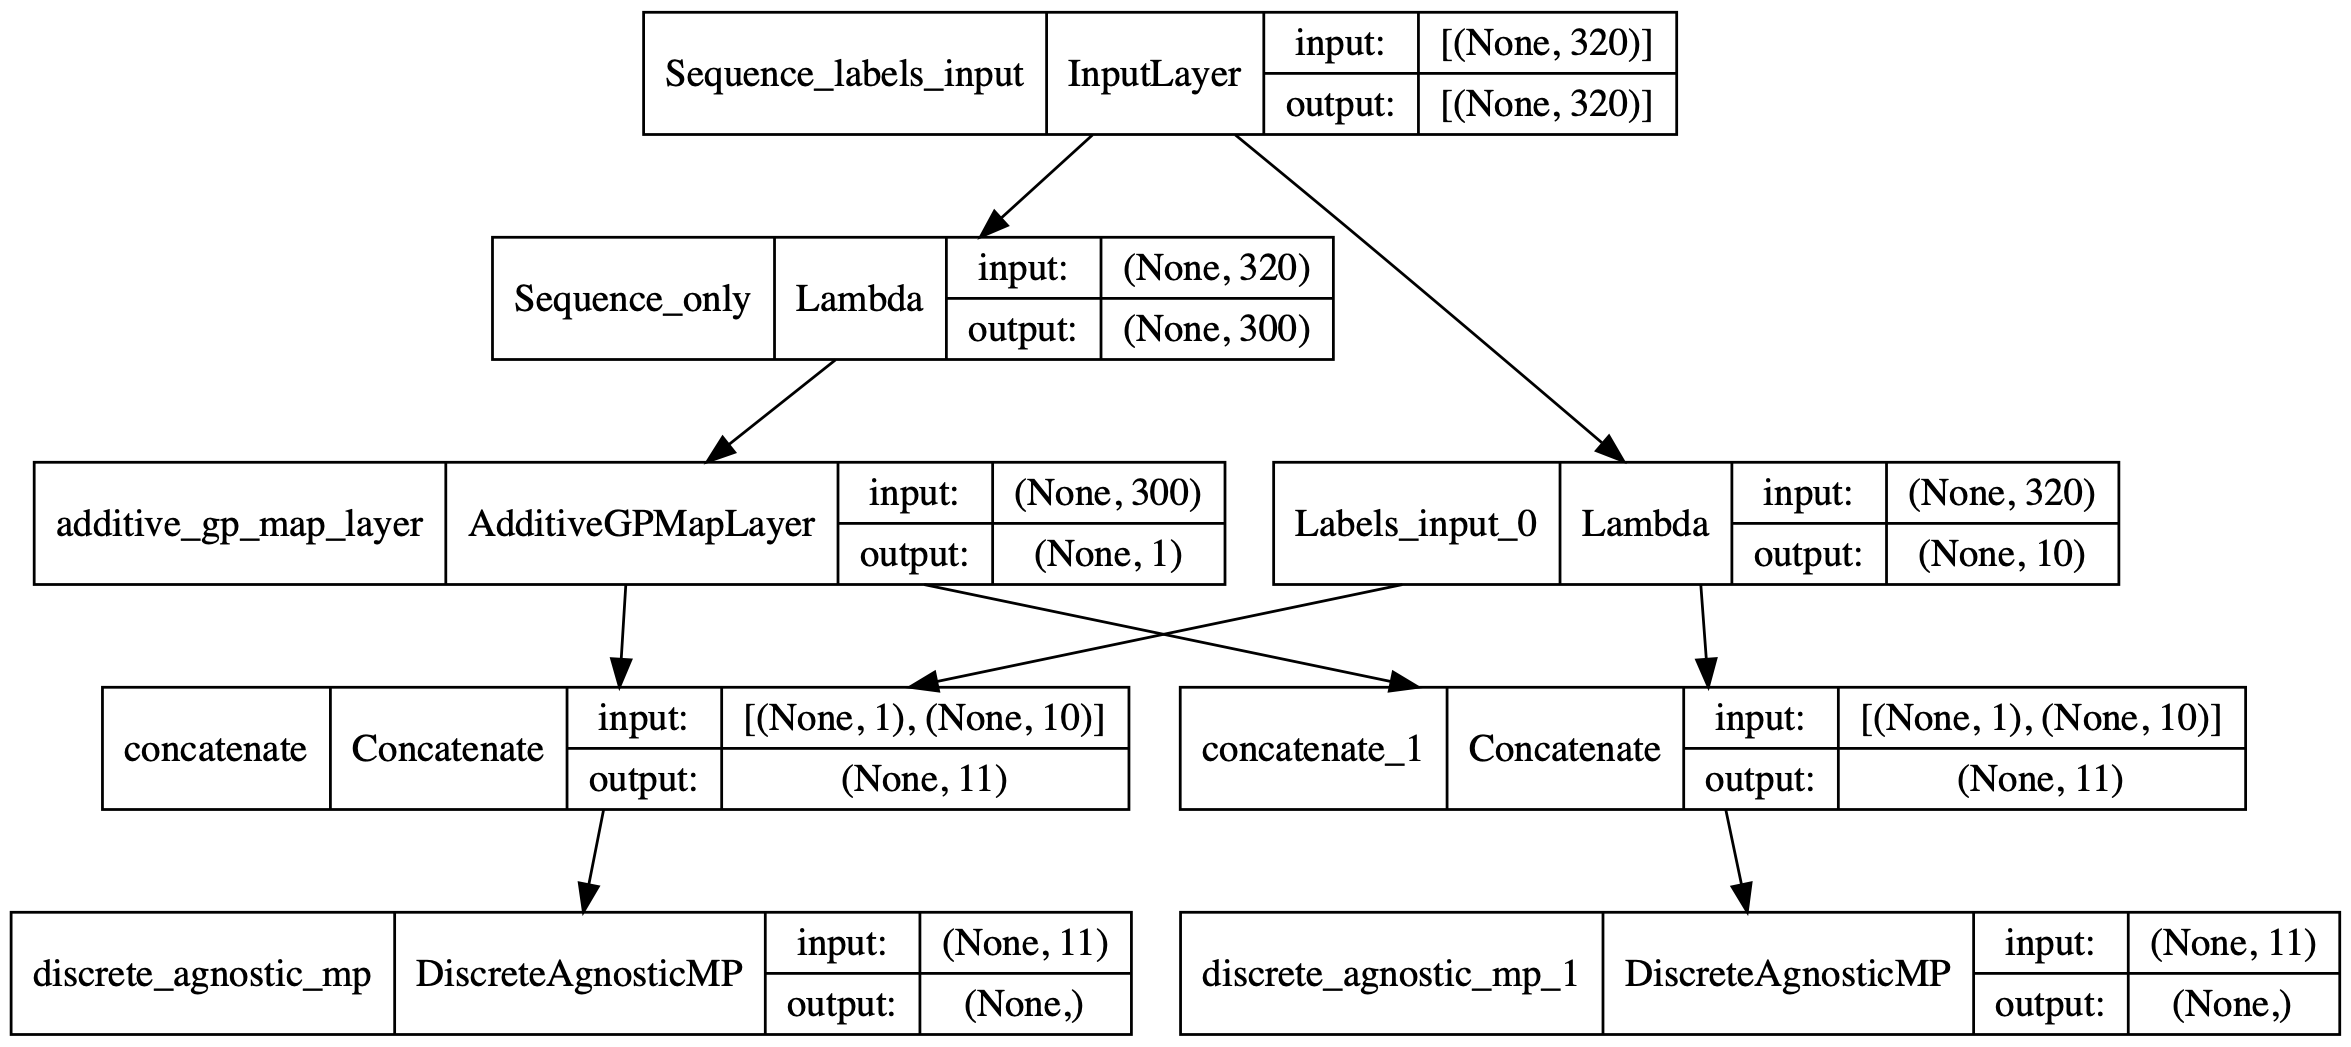 Sequence_labels_input InputLayer input: [(None, 320)]
output: [(None, 320)]
Sequence_only Lambda input: (None, 320)
output: (None, 300)
additive_gp_map_layer AdditiveGPMapLayer input: (None, 300)
output: (None, 1)
Labels_input_0 Lambda input: (None, 320)
output: (None, 10)
concatenate Concatenate input: [(None, 1), (None, 10)]
output: (None, 11)
concatenate_1 Concatenate input: [(None, 1), (None, 10)]
output: (None, 11)
discrete_agnostic_mp DiscreteAgnosticMP input: (None, 11)
output: (None,)
discrete_agnostic_mp_1 DiscreteAgnosticMP input: (None, 11)
output: (None,)